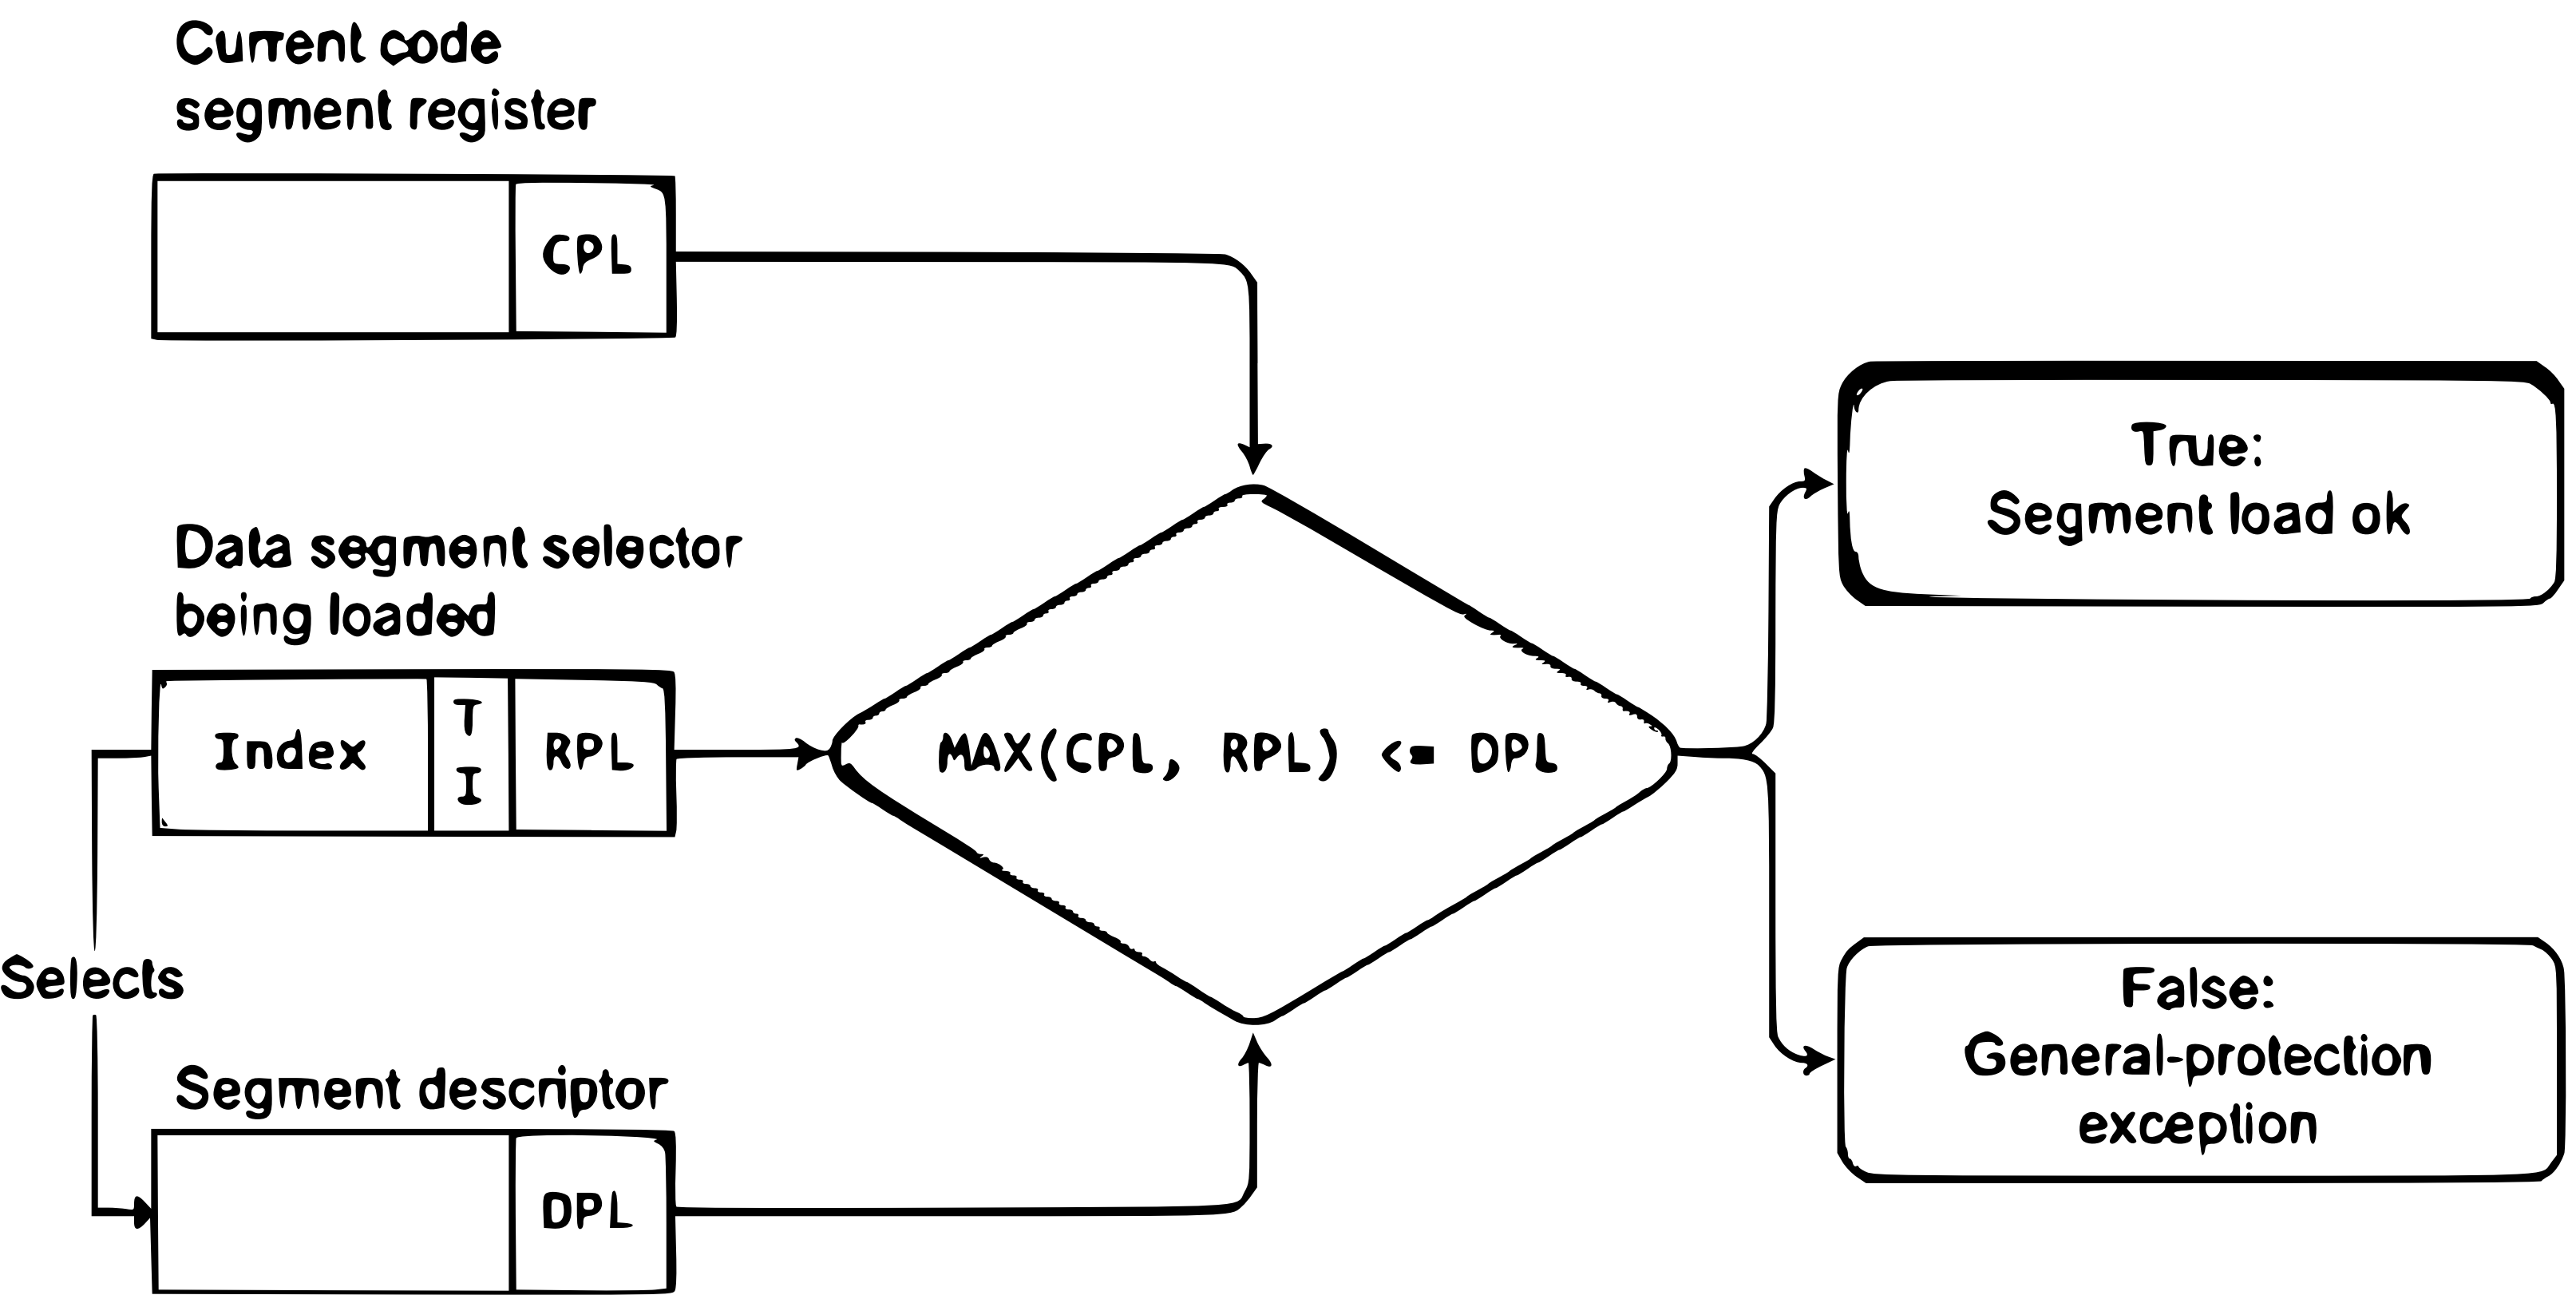 Current code
segment register
CPL
Data segment selector
being loaded
Index
T
I
RPL
MAX(CPL, RPL) <= DPL
True:
Segment load ok
Selects
False:
General-protection
exception
Segment descriptor
DPL